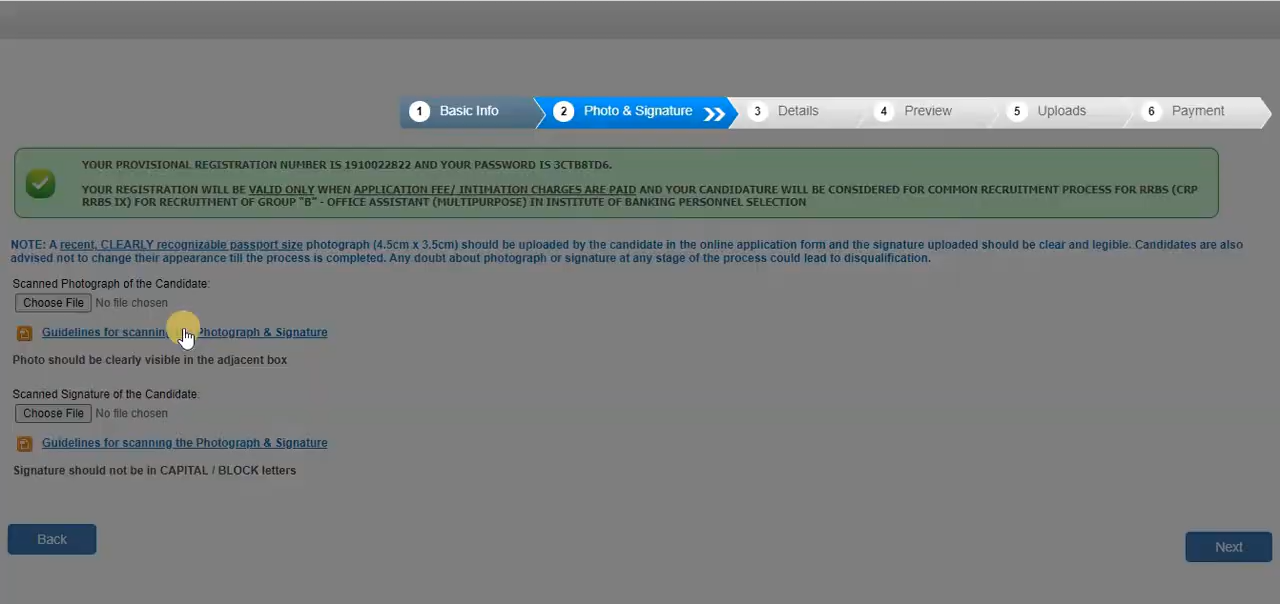 1 Basic Info 2 Photo & Signature 3 Details 4 Preview 5 Uploads 6 Payment
YOUR PROVISIONAL REGISTRATION NUMBER IS 1910022822 AND YOUR PASSWORD IS 3CTB8TD6.
YOUR REGISTRATION WILL BE VALID ONLY WHEN APPLICATION FEE/ INTIMATION CHARGES ARE PAID AND YOUR CANDIDATURE WILL BE CONSIDERED FOR COMMON RECRUITMENT PROCESS FOR RRBS (CRP
RRBS IX) FOR RECRUITMENT OF GROUP "B" - OFFICE ASSISTANT (MULTIPURPOSE) IN INSTITUTE OF BANKING PERSONNEL SELECTION
NOTE: A recent, CLEARLY recognizable passport size photograph (4.5cm x 3.5cm) should be uploaded by the candidate in the online application form and the signature uploaded should be clear and legible. Candidates are also
advised not to change their appearance till the process is completed. Any doubt about photograph or signature at any stage of the process could lead to disqualification.
Scanned Photograph of the Candidate:
Choose File No file chosen
Guidelines for scanning Photograph & Signature
Photo should be clearly visible in the adjacent box
Scanned Signature of the Candidate:
Choose File No file chosen
Guidelines for scanning the Photograph & Signature
Signature should not be in CAPITAL / BLOCK letters
Back
Next